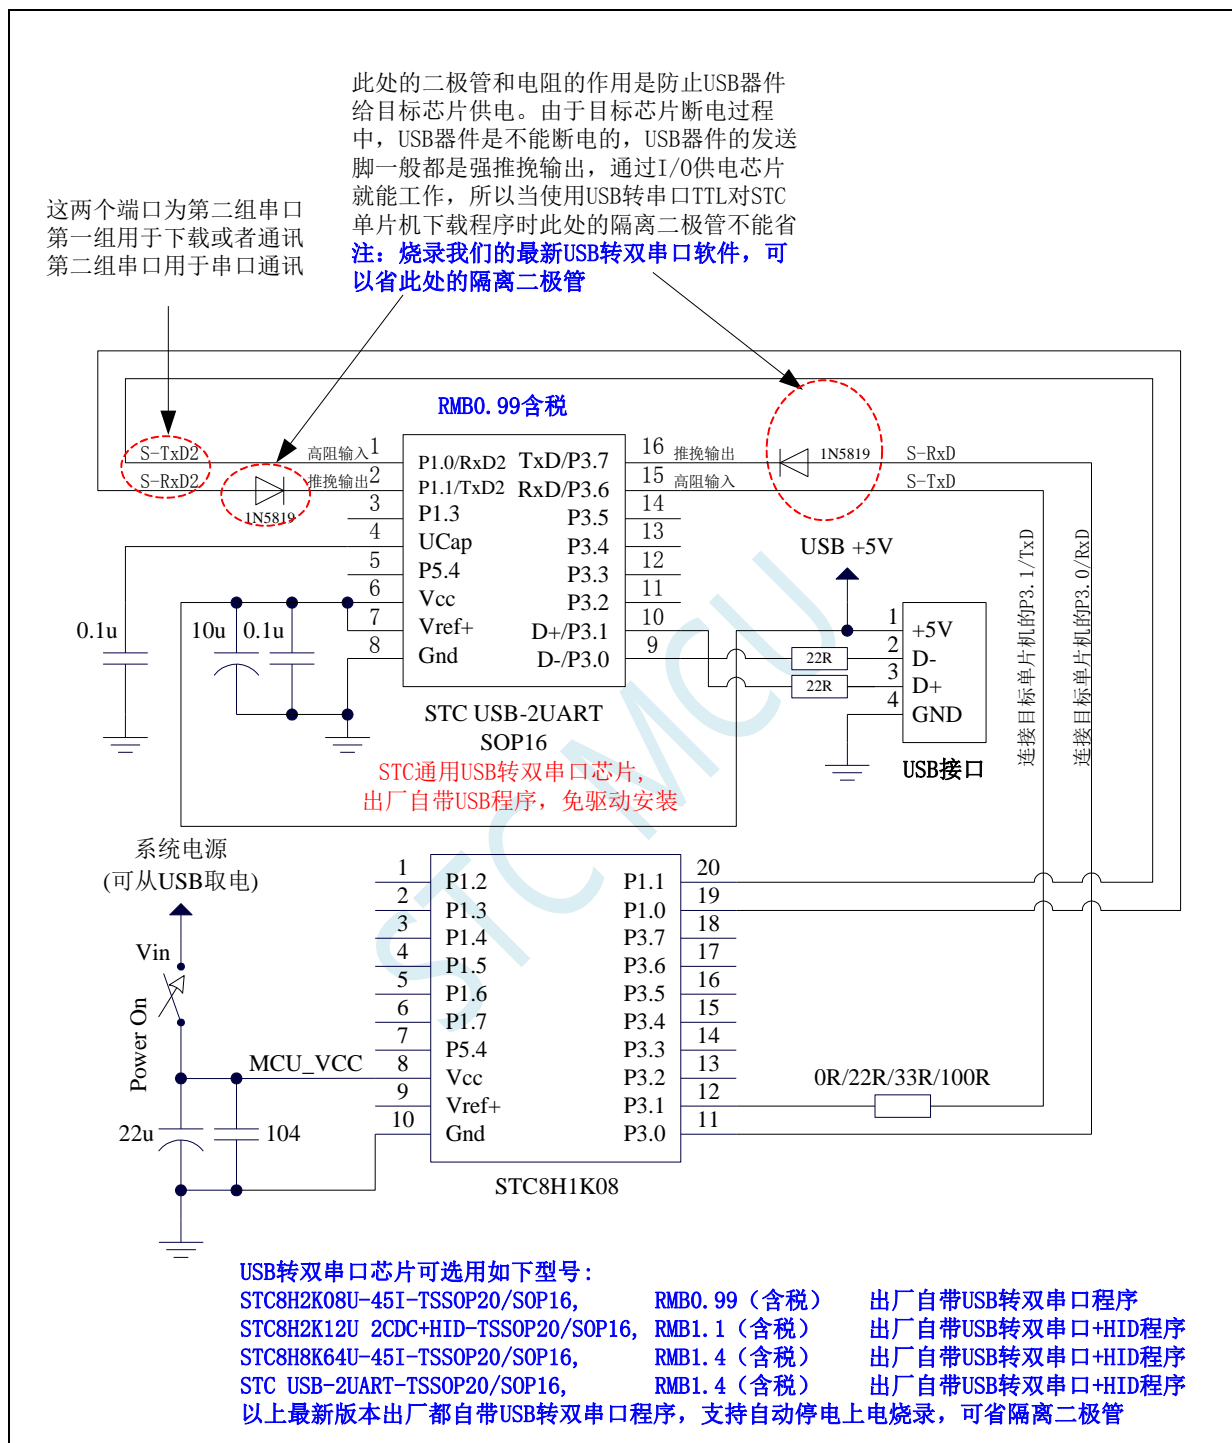 此处的二极管和电阻的作用是防止USB器件
给目标芯片供电。由于目标芯片断电过程
中，USB器件是不能断电的，USB器件的发送
脚一般都是强推挽输出，通过I/O供电芯片
就能工作，所以当使用USB转串口TTL对STC
单片机下载程序时此处的隔离二极管不能省
注：烧录我们的最新USB转双串口软件，可
以省此处的隔离二极管
这两个端口为第二组串口
第一组用于下载或者通讯
第二组串口用于串口通讯
RMB0.99含税
S-TxD2
高阻输入
1
P1.0/RxD2
TxD/P3.7
16
推挽输出
1N5819
S-RxD
S-RxD2
1N5819
推挽输出
2
P1.1/TxD2
RxD/P3.6
15
高阻输入
S-TxD
3
P1.3
P3.5
14
4
UCap
P3.4
13
5
P5.4
P3.3
12
6
Vcc
P3.2
11
7
Vref+
D+/P3.1
10
8
Gnd
D-/P3.0
9
0.1u
10u
0.1u
STC USB-2UART
SOP16
STC通用USB转双串口芯片，
出厂自带USB程序，免驱动安装
USB +5V
22R
22R
1
+5V
2
D-
3
D+
4
GND
USB接口
连接目标单片机的P3.1/TxD
连接目标单片机的P3.0/RxD
STC MCU
系统电源
(可从USB取电)
Vin
Power On
MCU_VCC
22u
104
1
P1.2
P1.1
20
2
P1.3
P1.0
19
3
P1.4
P3.7
18
4
P1.5
P3.6
17
5
P1.6
P3.5
16
6
P1.7
P3.4
15
7
P5.4
P3.3
14
8
Vcc
P3.2
13
9
Vref+
P3.1
12
10
Gnd
P3.0
11
0R/22R/33R/100R
STC8H1K08
USB转双串口芯片可选用如下型号：
STC8H2K08U-45I-TSSOP20/SOP16, RMB0.99（含税） 出厂自带USB转双串口程序
STC8H2K12U 2CDC+HID-TSSOP20/SOP16, RMB1.1（含税） 出厂自带USB转双串口+HID程序
STC8H8K64U-45I-TSSOP20/SOP16, RMB1.4（含税） 出厂自带USB转双串口+HID程序
STC USB-2UART-TSSOP20/SOP16, RMB1.4（含税） 出厂自带USB转双串口+HID程序
以上最新版本出厂都自带USB转双串口程序，支持自动停电上电烧录，可省隔离二极管